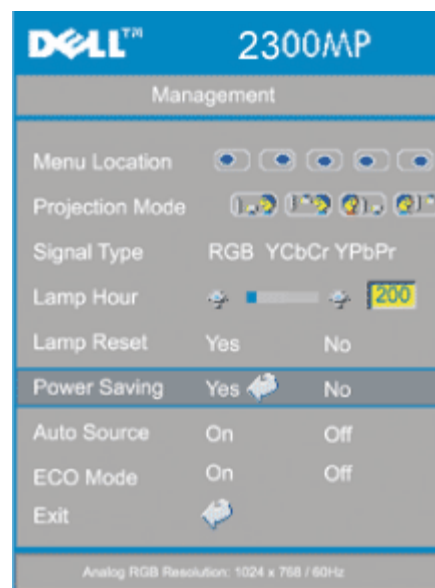 DELL™ 2300MP
Management
Menu Location
Projection Mode
Signal Type RGB YCbCr YPbPr
Lamp Hour 200
Lamp Reset Yes No
Power Saving Yes No
Auto Source On Off
ECO Mode On Off
Exit
Analog RGB Resolution: 1024 x 768 / 60Hz